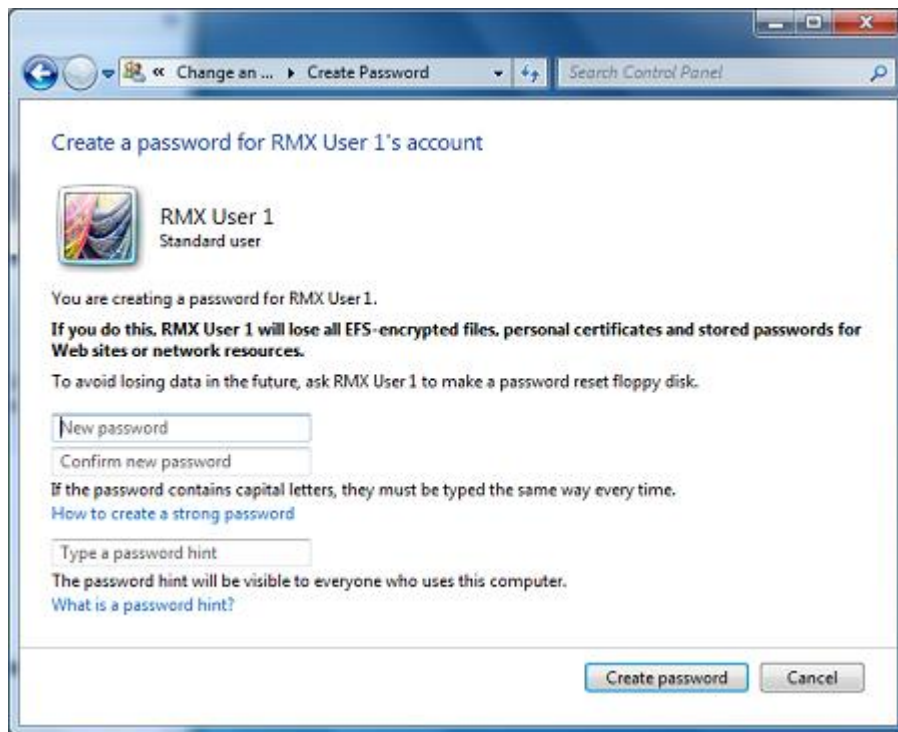 « Change an ... ▸ Create Password
Search Control Panel
Create a password for RMX User 1's account
RMX User 1
Standard user
You are creating a password for RMX User 1.
If you do this, RMX User 1 will lose all EFS-encrypted files, personal certificates and stored passwords for
Web sites or network resources.
To avoid losing data in the future, ask RMX User 1 to make a password reset floppy disk.
New password
Confirm new password
If the password contains capital letters, they must be typed the same way every time.
How to create a strong password
Type a password hint
The password hint will be visible to everyone who uses this computer.
What is a password hint?
Create password
Cancel